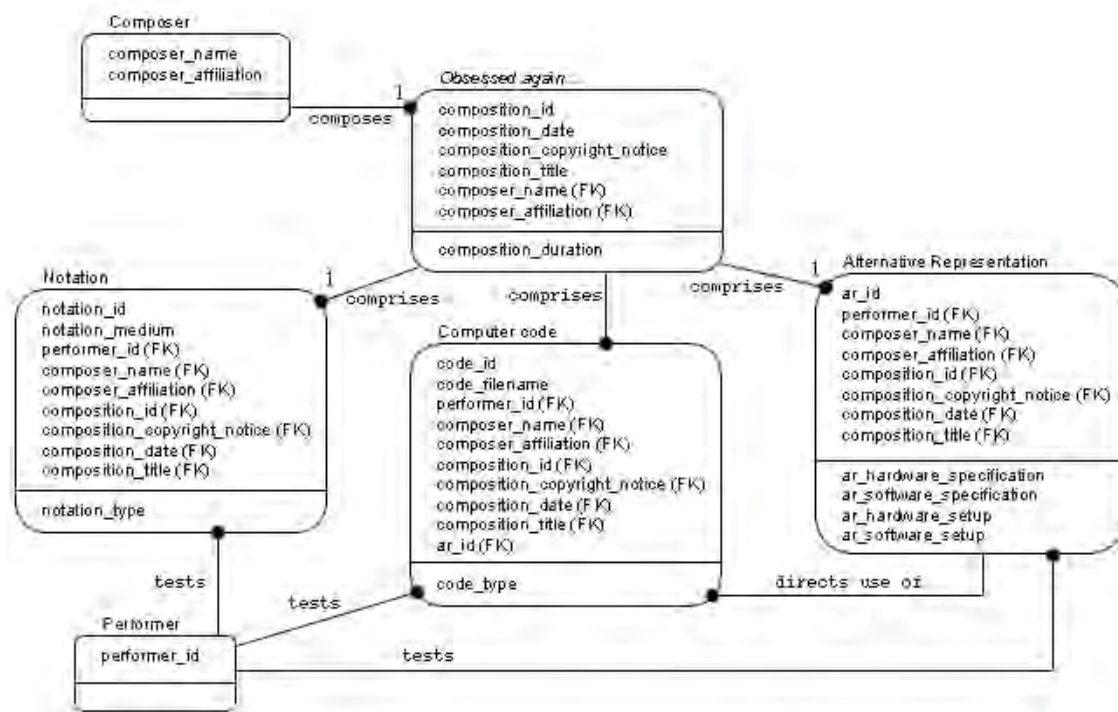 Composer
composer_name
composer_affiliation
composes
1
Obsessed again...
composition_id
composition_date
composition_copyright_notice
composition_title
composer_name (FK)
composer_affiliation (FK)
composition_duration
comprises
comprises
comprises
1
1
Notation
notation_id
notation_medium
performer_id (FK)
composer_name (FK)
composer_affiliation (FK)
composition_id (FK)
composition_copyright_notice (FK)
composition_date (FK)
composition_title (FK)
notation_type
Computer code
code_id
code_filename
performer_id (FK)
composer_name (FK)
composer_affiliation (FK)
composition_id (FK)
composition_copyright_notice (FK)
composition_date (FK)
composition_title (FK)
ar_id (FK)
code_type
Alternative Representation
ar_id
performer_id (FK)
composer_name (FK)
composer_affiliation (FK)
composition_id (FK)
composition_copyright_notice (FK)
composition_date (FK)
composition_title (FK)
ar_hardware_specification
ar_software_specification
ar_hardware_setup
ar_software_setup
tests
tests
directs use of
Performer
performer_id
tests